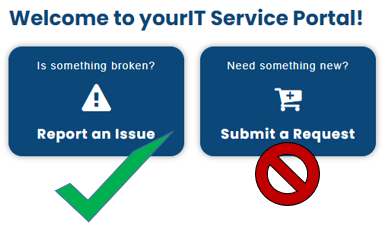 Welcome to yourIT Service Portal!
Is something broken?
Report an Issue
Need something new?
Submit a Request